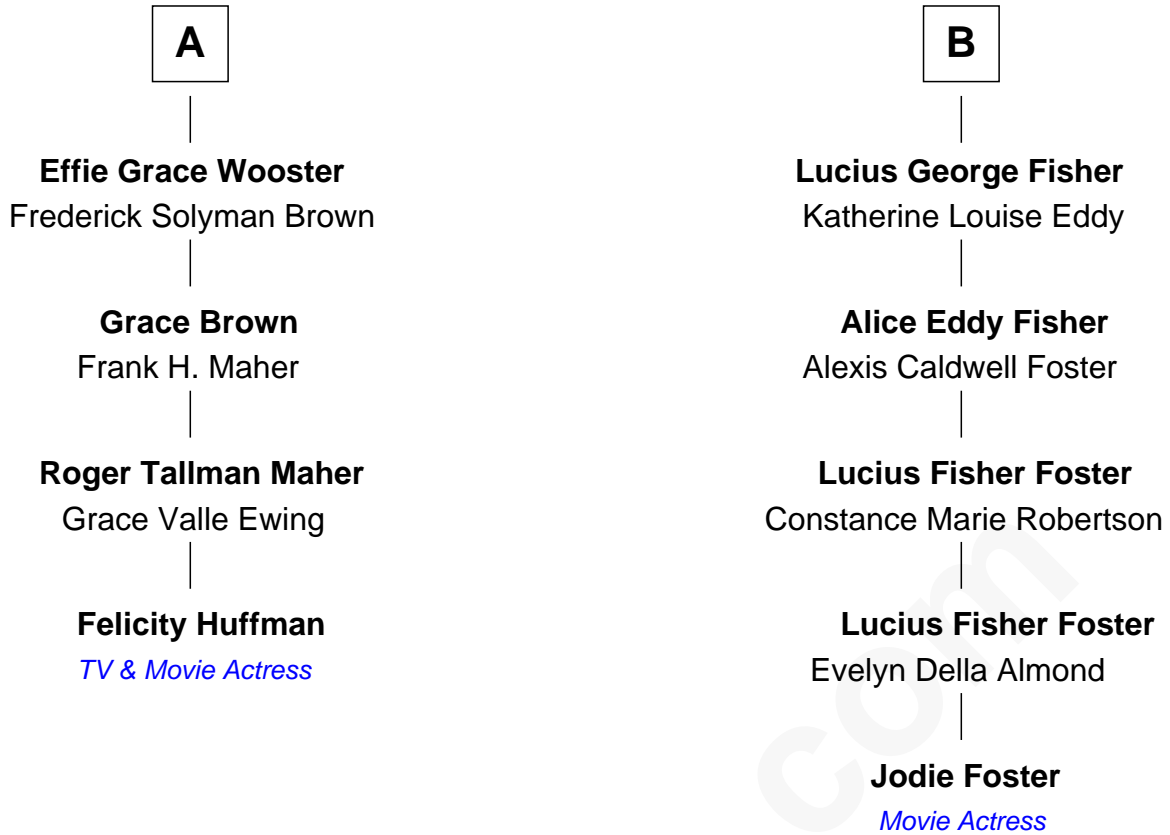 A
Effie Grace Wooster
Frederick Solyman Brown
Grace Brown
Frank H. Maher
Roger Tallman Maher
Grace Valle Ewing
Felicity Huffman
TV & Movie Actress
B
Lucius George Fisher
Katherine Louise Eddy
Alice Eddy Fisher
Alexis Caldwell Foster
Lucius Fisher Foster
Constance Marie Robertson
Lucius Fisher Foster
Evelyn Della Almond
Jodie Foster
Movie Actress
com